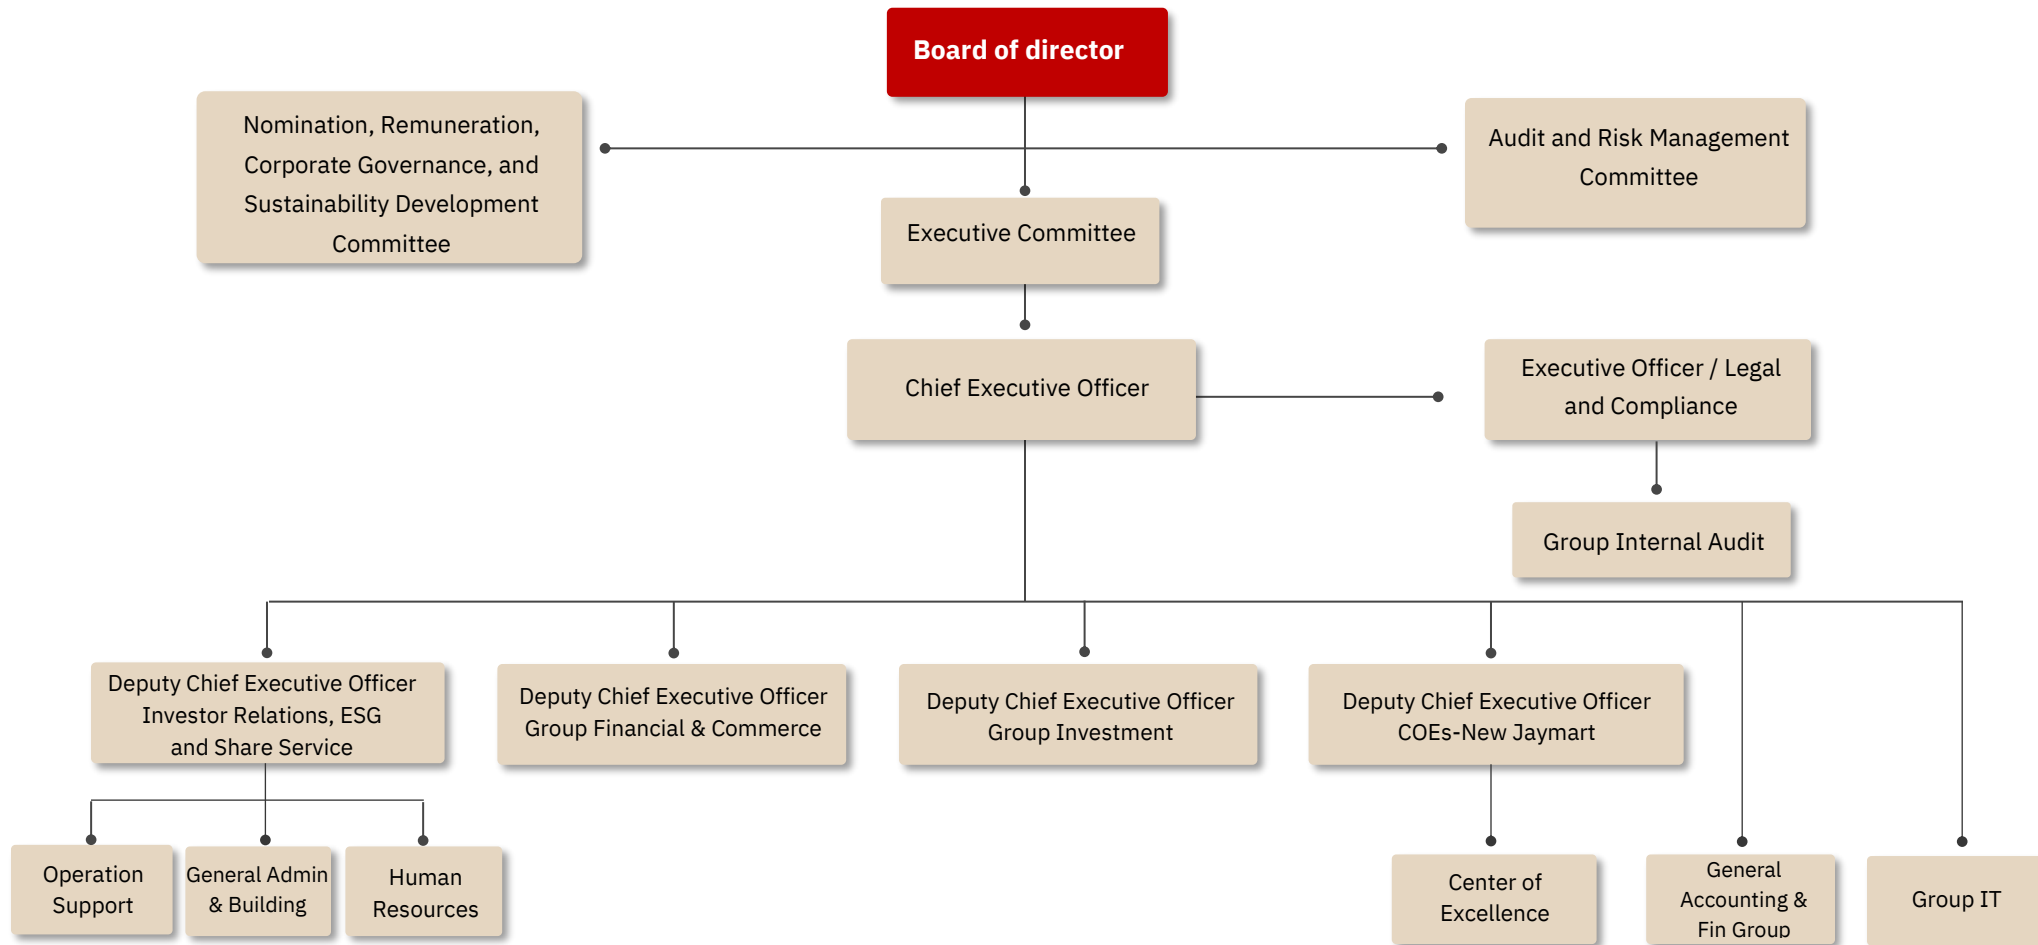 Board of director
Nomination, Remuneration,
Corporate Governance, and
Sustainability Development
Committee
Audit and Risk Management
Committee
Executive Committee
Chief Executive Officer
Executive Officer / Legal
and Compliance
Group Internal Audit
Deputy Chief Executive Officer
Investor Relations, ESG
and Share Service
Deputy Chief Executive Officer
Group Financial & Commerce
Deputy Chief Executive Officer
Group Investment
Deputy Chief Executive Officer
COEs-New Jaymart
Operation
Support
General Admin
& Building
Human
Resources
Center of
Excellence
General
Accounting &
Fin Group
Group IT